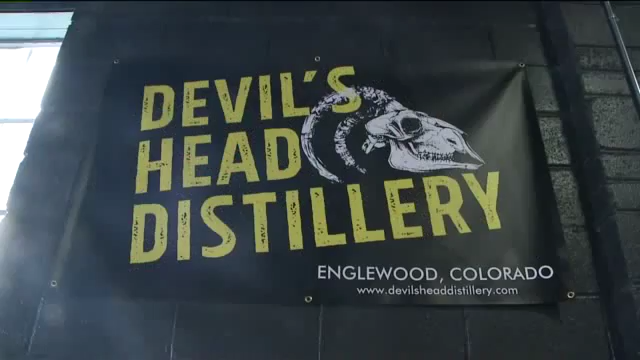 DEVIL'S
HEAD
DISTILLERY
ENGLEWOOD, COLORADO
www.devilsheaddistillery.com